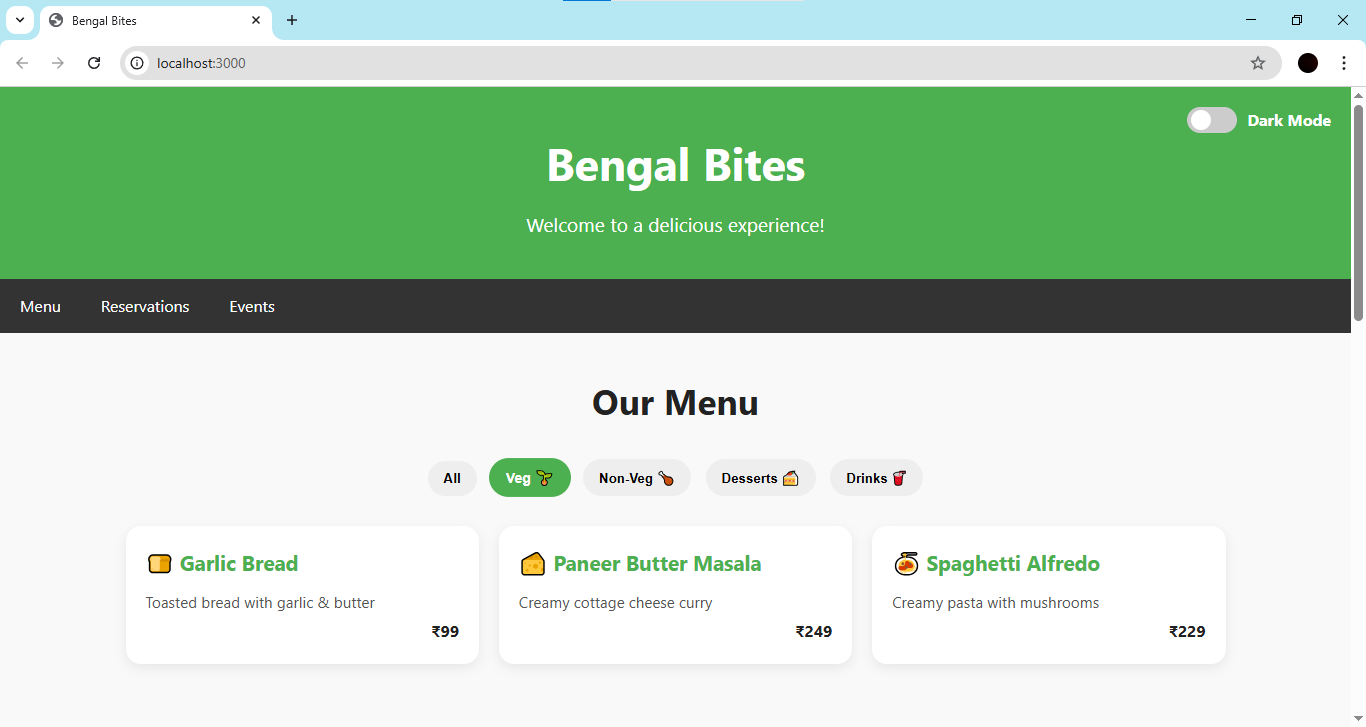 Bengal Bites
localhost:3000
Dark Mode
Bengal Bites
Welcome to a delicious experience!
Menu Reservations Events
Our Menu
All Veg 🌱 Non-Veg 🍗 Desserts 🍰 Drinks 🥤
🍞 Garlic Bread
Toasted bread with garlic & butter
₹99
🧀 Paneer Butter Masala
Creamy cottage cheese curry
₹249
🍝 Spaghetti Alfredo
Creamy pasta with mushrooms
₹229